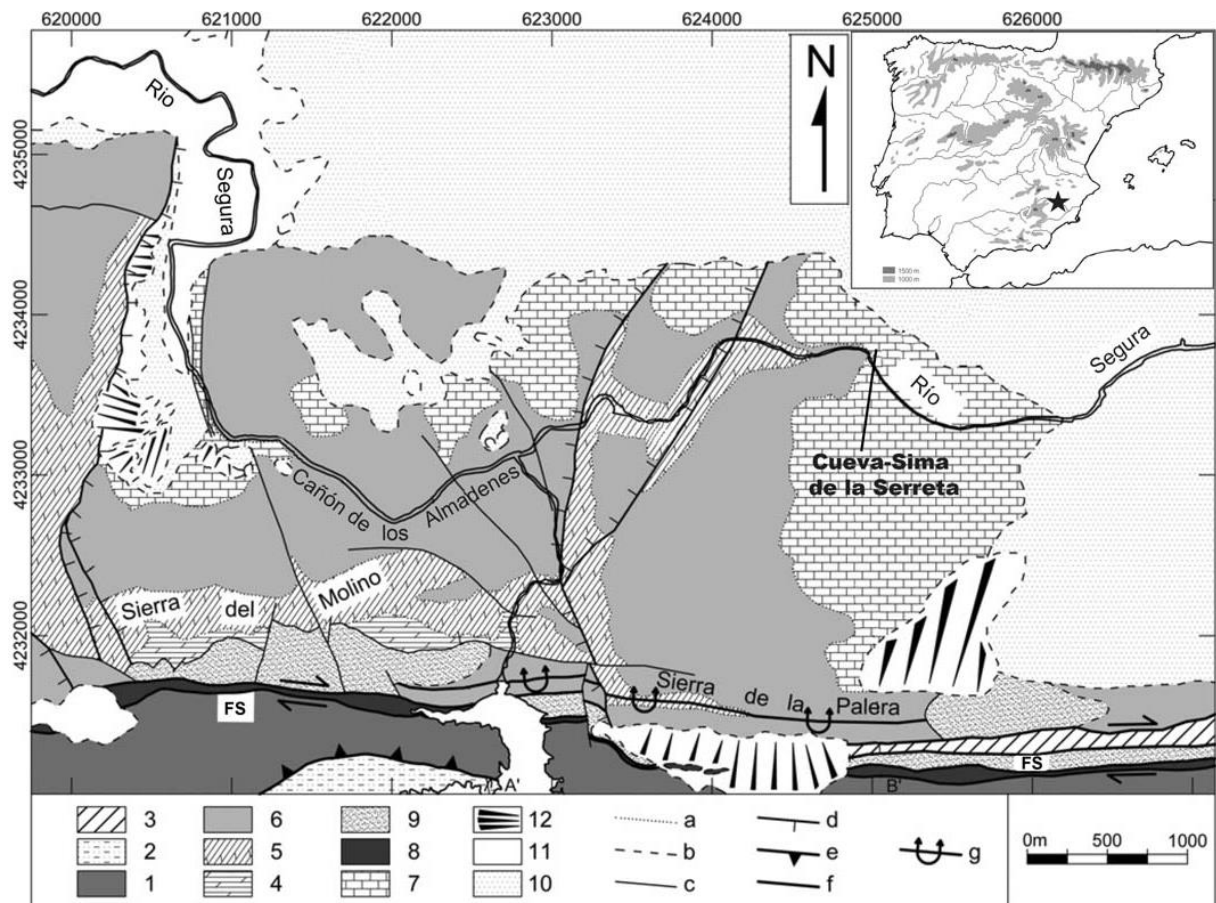 620000 621000 622000 623000 624000 625000 626000
4235000
4234000
4233000
4232000
N
1500 m
1000 m
Rio
Segura
Segura
Río
Cueva-Sima
de la Serreta
Cañón de los Almadenes
Sierra del Molino
Sierra de la Palera
FS
FS
A'
B'
3 6 9 12 a d g
2 5 8 11 b e
1 4 7 10 c f
0m 500 1000